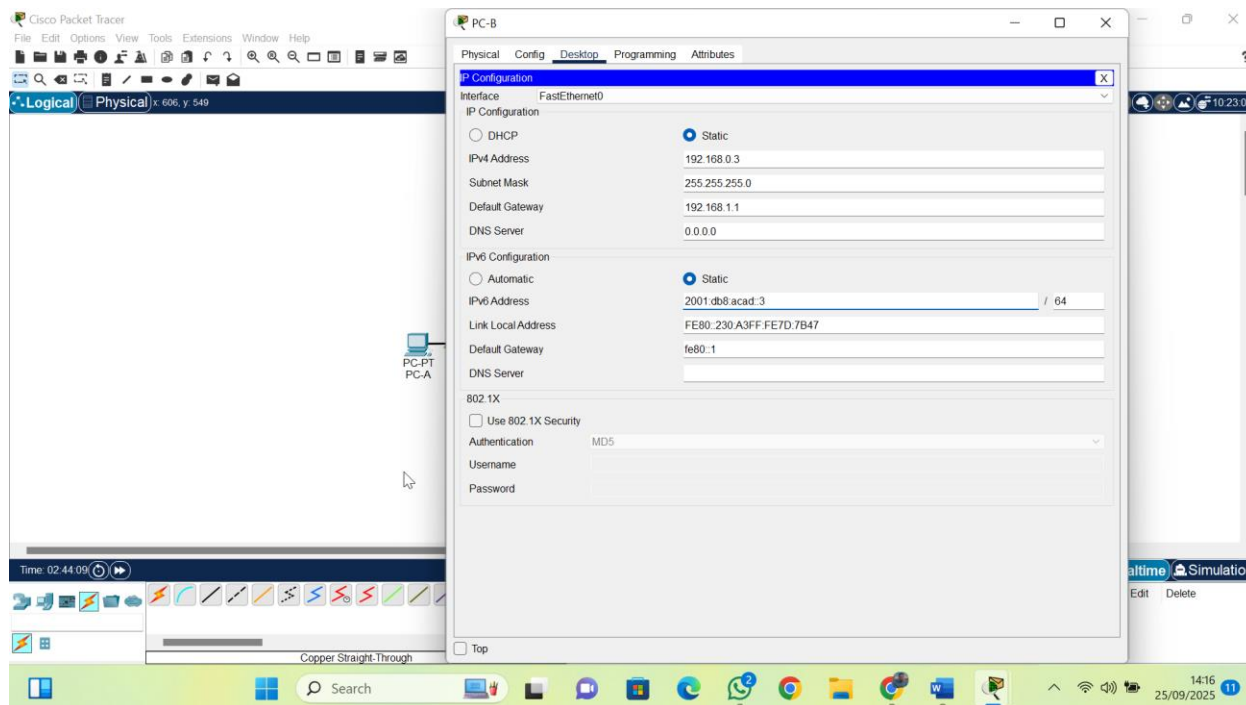 Cisco Packet Tracer
File Edit Options View Tools Extensions Window Help
Logical Physical x: 606, y: 549
PC-PT
PC-A
Time: 02:44:09
Copper Straight-Through
PC-B
Physical Config Desktop Programming Attributes
IP Configuration X
Interface FastEthernet0
IP Configuration
DHCP Static
IPv4 Address 192.168.0.3
Subnet Mask 255.255.255.0
Default Gateway 192.168.1.1
DNS Server 0.0.0.0
IPv6 Configuration
Automatic Static
IPv6 Address 2001:db8:acad::3 / 64
Link Local Address FE80::230:A3FF:FE7D:7B47
Default Gateway fe80::1
DNS Server
802.1X
Use 802.1X Security
Authentication MD5
Username
Password
Top
10:23:0
altime Simulatio
Edit Delete
Search
2
W
14:16
25/09/2025
11